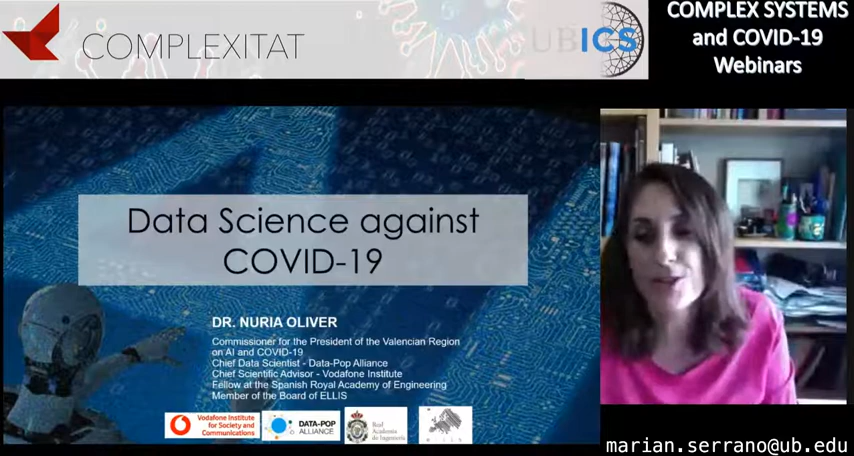 COMPLEXITAT
UBICS
COMPLEX SYSTEMS
and COVID-19
Webinars
Data Science against
COVID-19
DR. NURIA OLIVER
Commissioner for the President of the Valencian Region
on AI and COVID-19
Chief Data Scientist - Data-Pop Alliance
Chief Scientific Advisor - Vodafone Institute
Fellow at the Spanish Royal Academy of Engineering
Member of the Board of ELLIS
Vodafone Institute
for Society and
Communications
DATA-POP
ALLIANCE
Real
Academia
de Ingeniería
marian.serrano@ub.edu